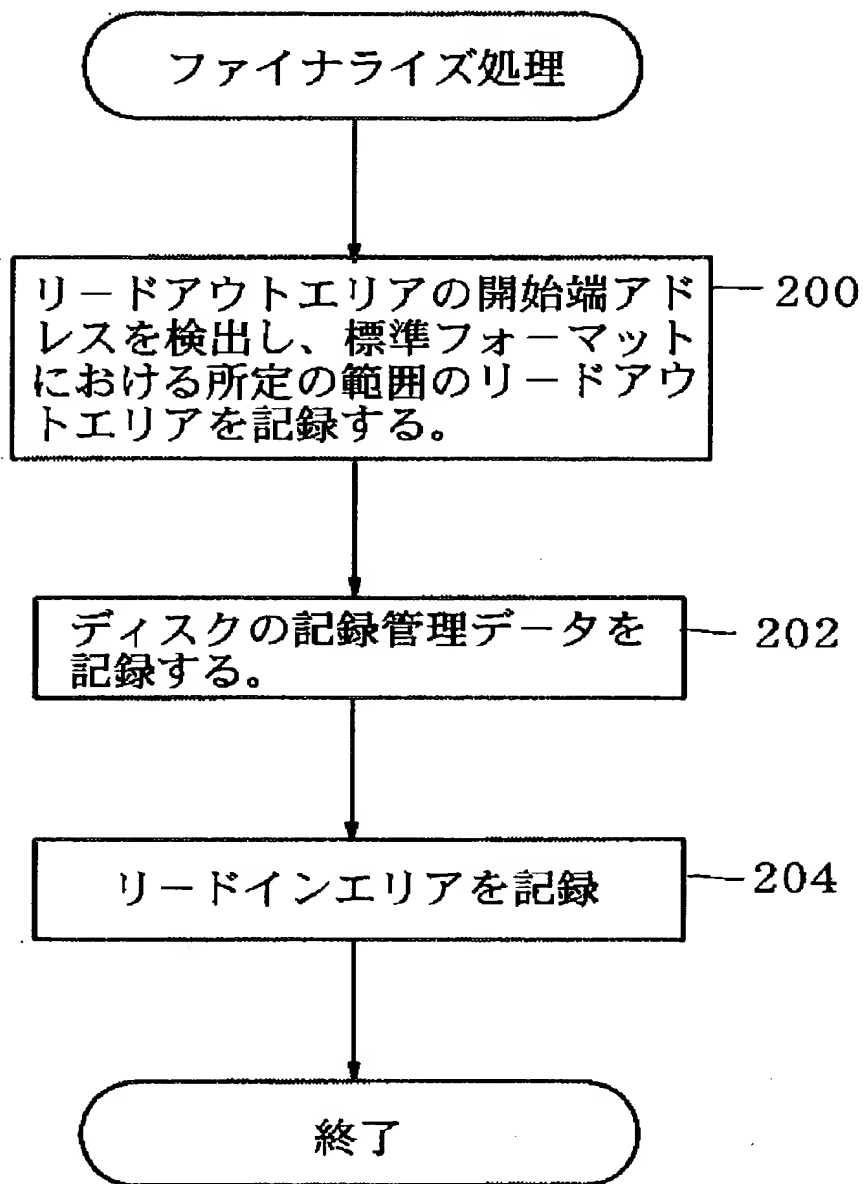 ファイナライズ処理
リードアウトエリアの開始端アド
レスを検出し、標準フォーマット
における所定の範囲のリードアウ
トエリアを記録する。
200
ディスクの記録管理データを
記録する。
202
リードインエリアを記録
204
終了